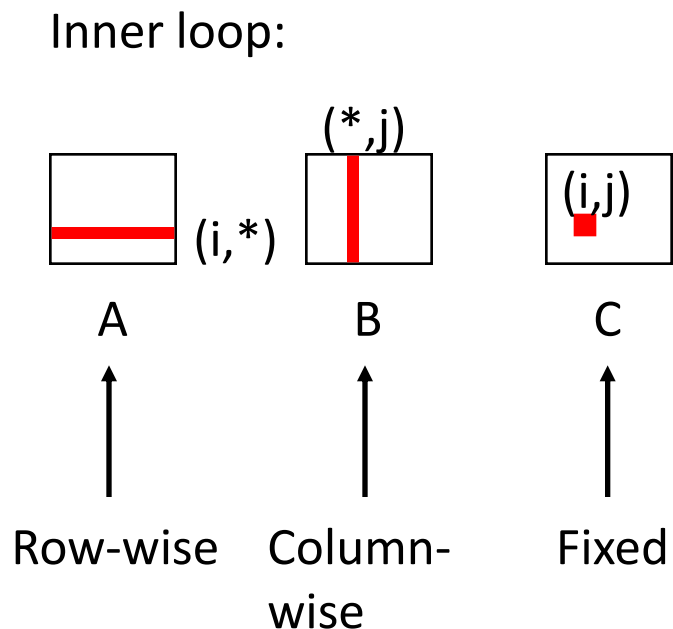 Inner loop:
(*,j)
(i,j)
(i,*)
A
B
C
Row-wise
Column-
wise
Fixed